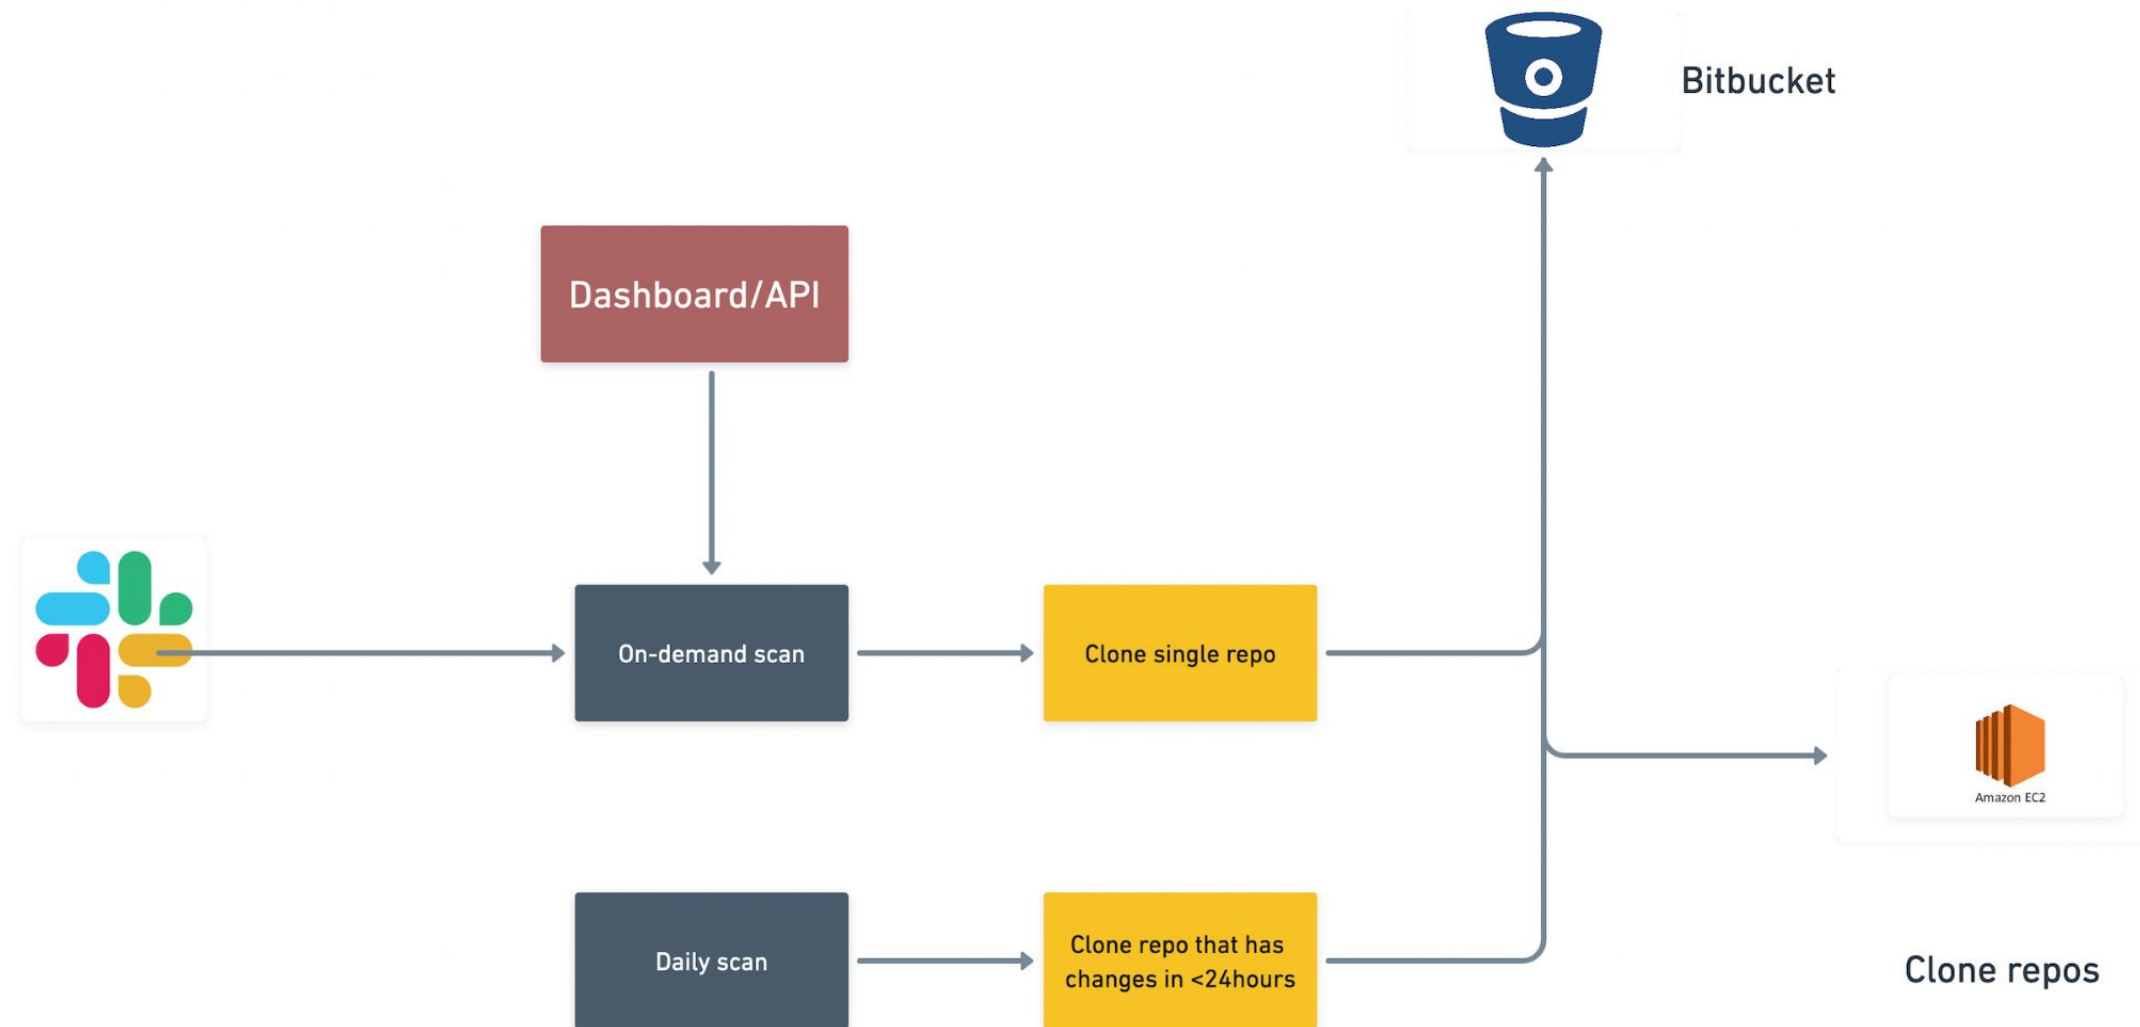 Bitbucket
Dashboard/API
On-demand scan
Clone single repo
Amazon EC2
Daily scan
Clone repo that has
changes in <24hours
Clone repos